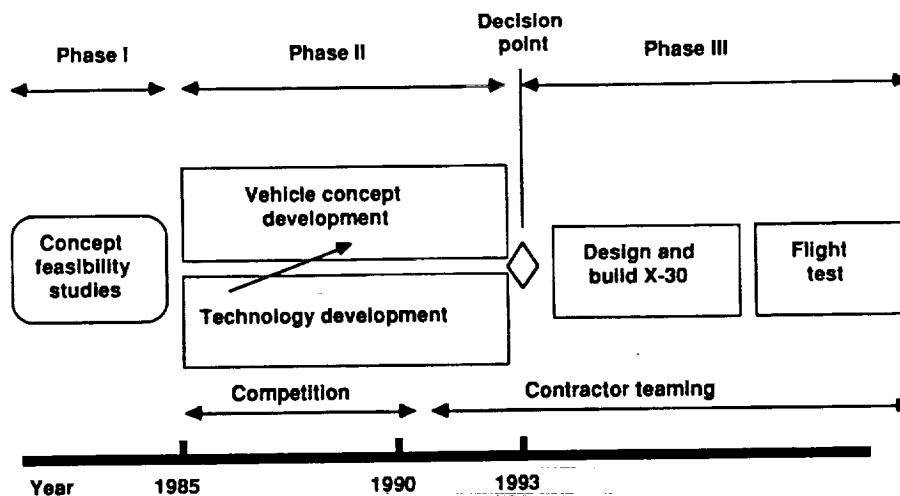 Phase I
Phase II
Decision
point
Phase III
Concept
feasibility
studies
Vehicle concept
development
Technology development
Design and
build X-30
Flight
test
Competition
Contractor teaming
Year
1985
1990
1993